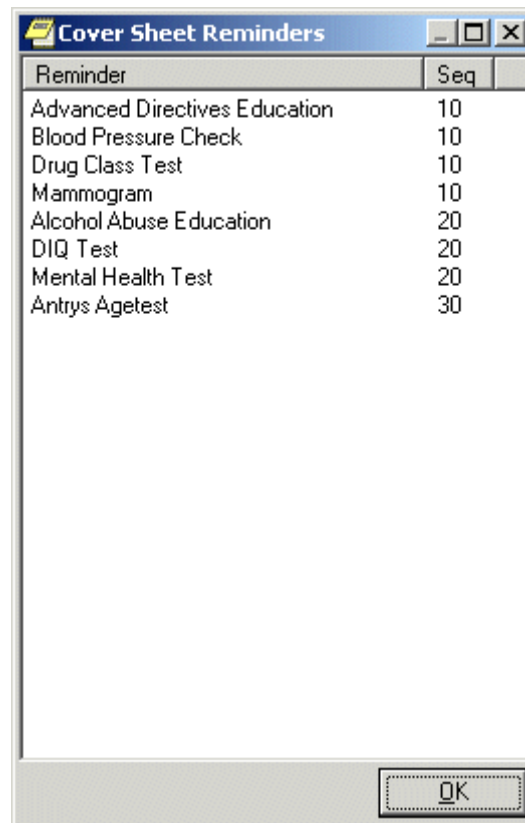 Cover Sheet Reminders
Reminder Seq
Advanced Directives Education 10
Blood Pressure Check 10
Drug Class Test 10
Mammogram 10
Alcohol Abuse Education 20
DIQ Test 20
Mental Health Test 20
Antrys Agetest 30
OK